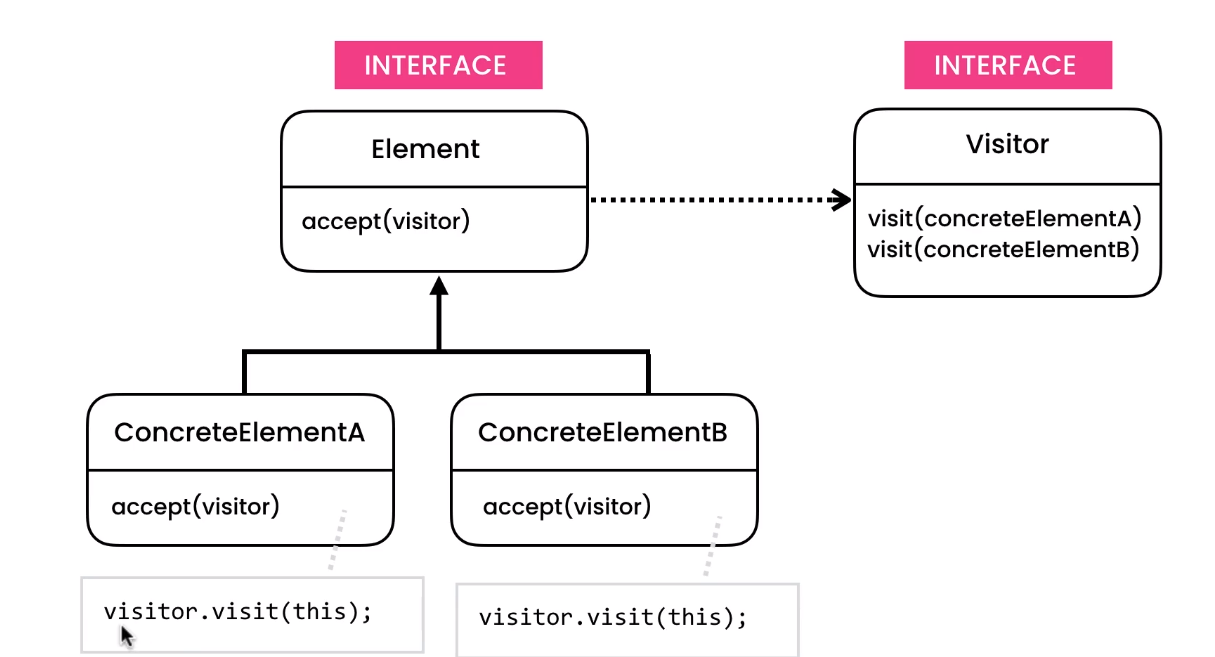 INTERFACE
Element
accept(visitor)
INTERFACE
Visitor
visit(concreteElementA)
visit(concreteElementB)
ConcreteElementA
accept(visitor)
visitor.visit(this);
ConcreteElementB
accept(visitor)
visitor.visit(this);